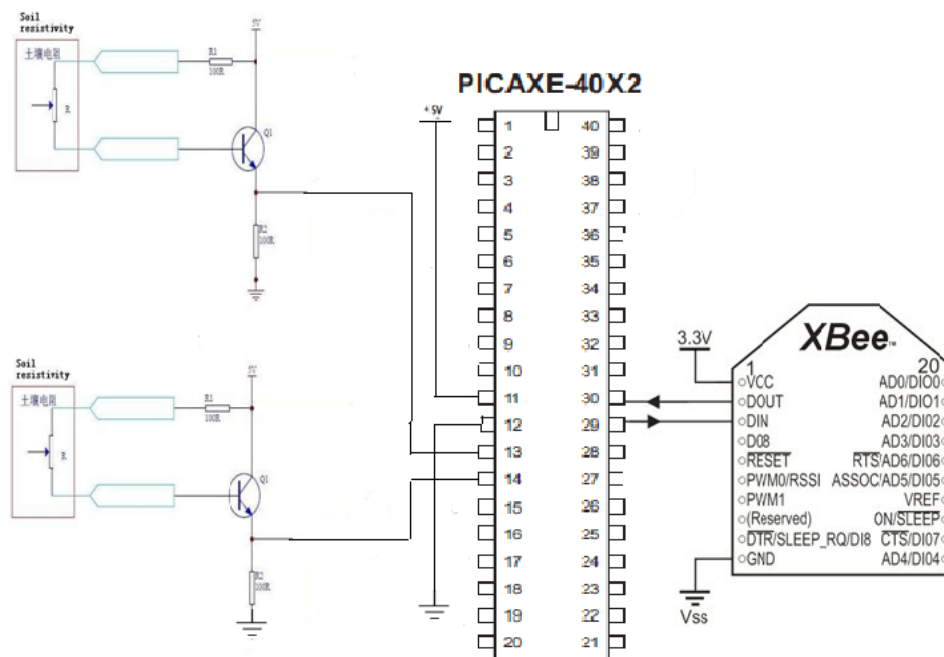 Soil
resistivity
土壤电阻
R
R1
100R
5V
Q1
R2
100R
Soil
resistivity
土壤电阻
R
R1
100R
5V
Q1
R2
100R
PICAXE-40X2
+5V
1 40
2 39
3 38
4 37
5 36
6 35
7 34
8 33
9 32
10 31
11 30
12 29
13 28
14 27
15 26
16 25
17 24
18 23
19 22
20 21
3.3V
XBee™
1 20
VCC AD0/DIO0
DOUT AD1/DIO1
DIN AD2/DIO2
D08 AD3/DIO3
RESET RTS/AD6/DIO6
PWM0/RSSI ASSOC/AD5/DIO5
PWM1 VREF
(Reserved) ON/SLEEP
DTR/SLEEP_RQ/DI8 CTS/DIO7
GND AD4/DIO4
Vss